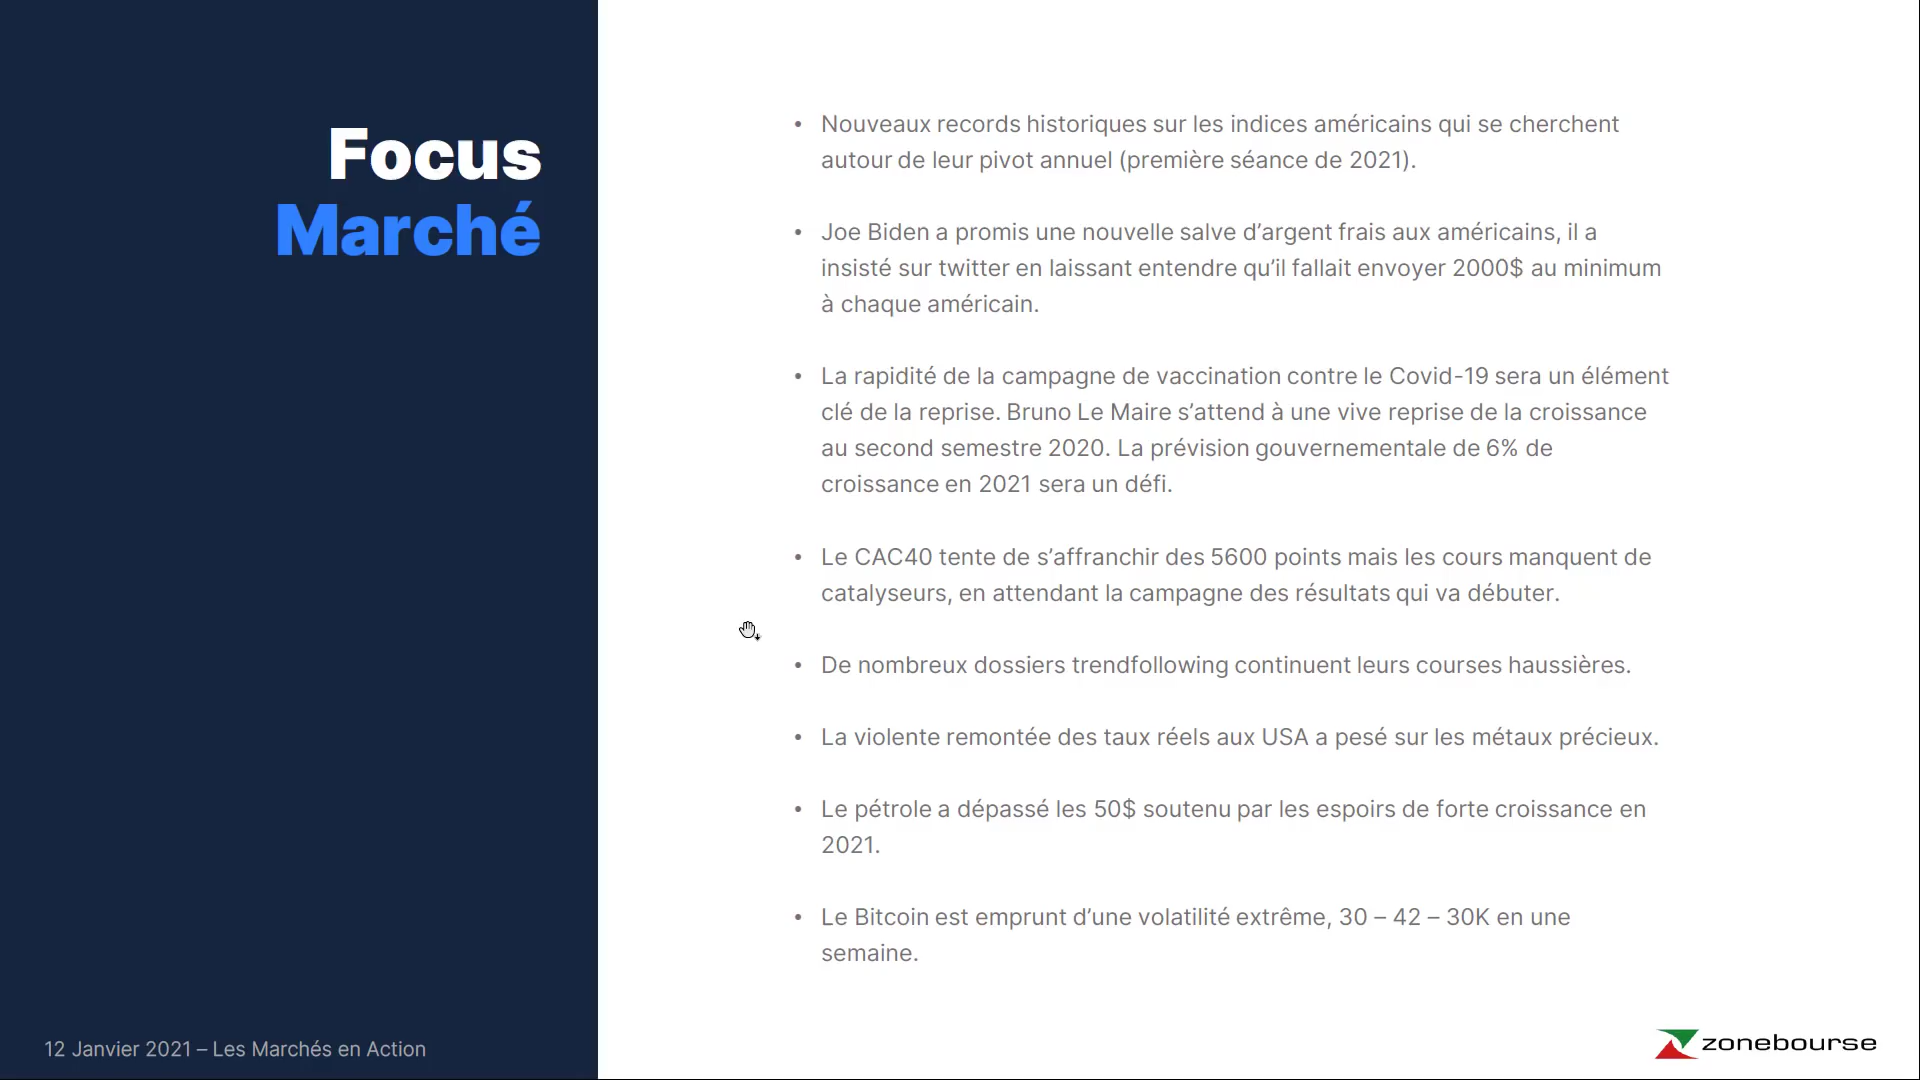 Focus
Marché
• Nouveaux records historiques sur les indices américains qui se cherchent
autour de leur pivot annuel (première séance de 2021).
• Joe Biden a promis une nouvelle salve d’argent frais aux américains, il a
insisté sur twitter en laissant entendre qu’il fallait envoyer 2000$ au minimum
à chaque américain.
• La rapidité de la campagne de vaccination contre le Covid-19 sera un élément
clé de la reprise. Bruno Le Maire s’attend à une vive reprise de la croissance
au second semestre 2020. La prévision gouvernementale de 6% de
croissance en 2021 sera un défi.
• Le CAC40 tente de s’affranchir des 5600 points mais les cours manquent de
catalyseurs, en attendant la campagne des résultats qui va débuter.
• De nombreux dossiers trendfollowing continuent leurs courses haussières.
• La violente remontée des taux réels aux USA a pesé sur les métaux précieux.
• Le pétrole a dépassé les 50$ soutenu par les espoirs de forte croissance en
2021.
• Le Bitcoin est emprunt d’une volatilité extrême, 30 – 42 – 30K en une
semaine.
12 Janvier 2021 – Les Marchés en Action
zonebourse